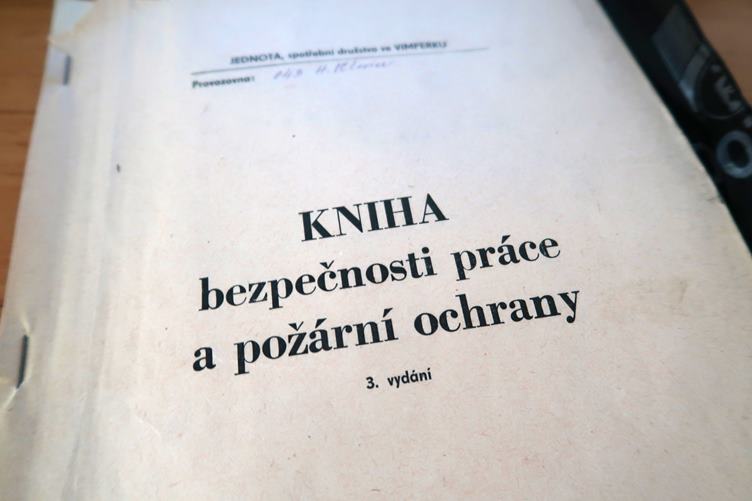 JEDNOTA, spotřební družstvo ve VIMPERKU
Provozovna:
KNIHA
bezpečnosti práce
a požární ochrany
3. vydání